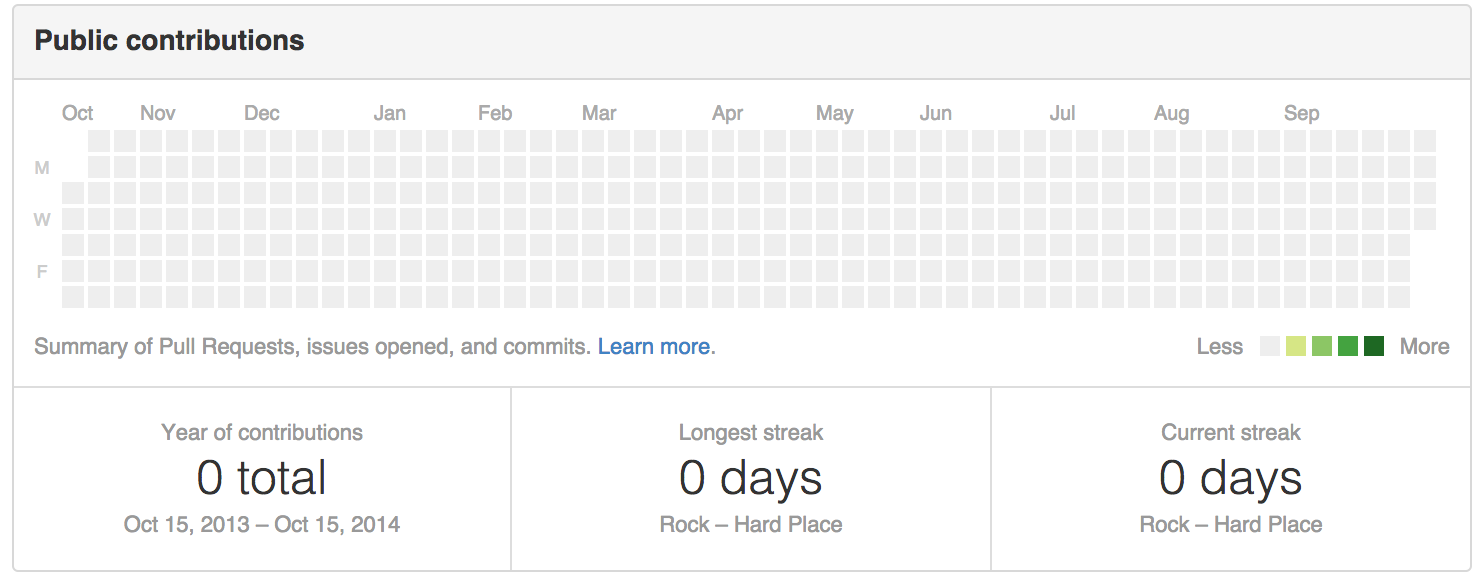 Public contributions
Oct Nov Dec Jan Feb Mar Apr May Jun Jul Aug Sep
M
W
F
Summary of Pull Requests, issues opened, and commits. Learn more. Less More
Year of contributions
0 total
Oct 15, 2013 – Oct 15, 2014
Longest streak
0 days
Rock – Hard Place
Current streak
0 days
Rock – Hard Place